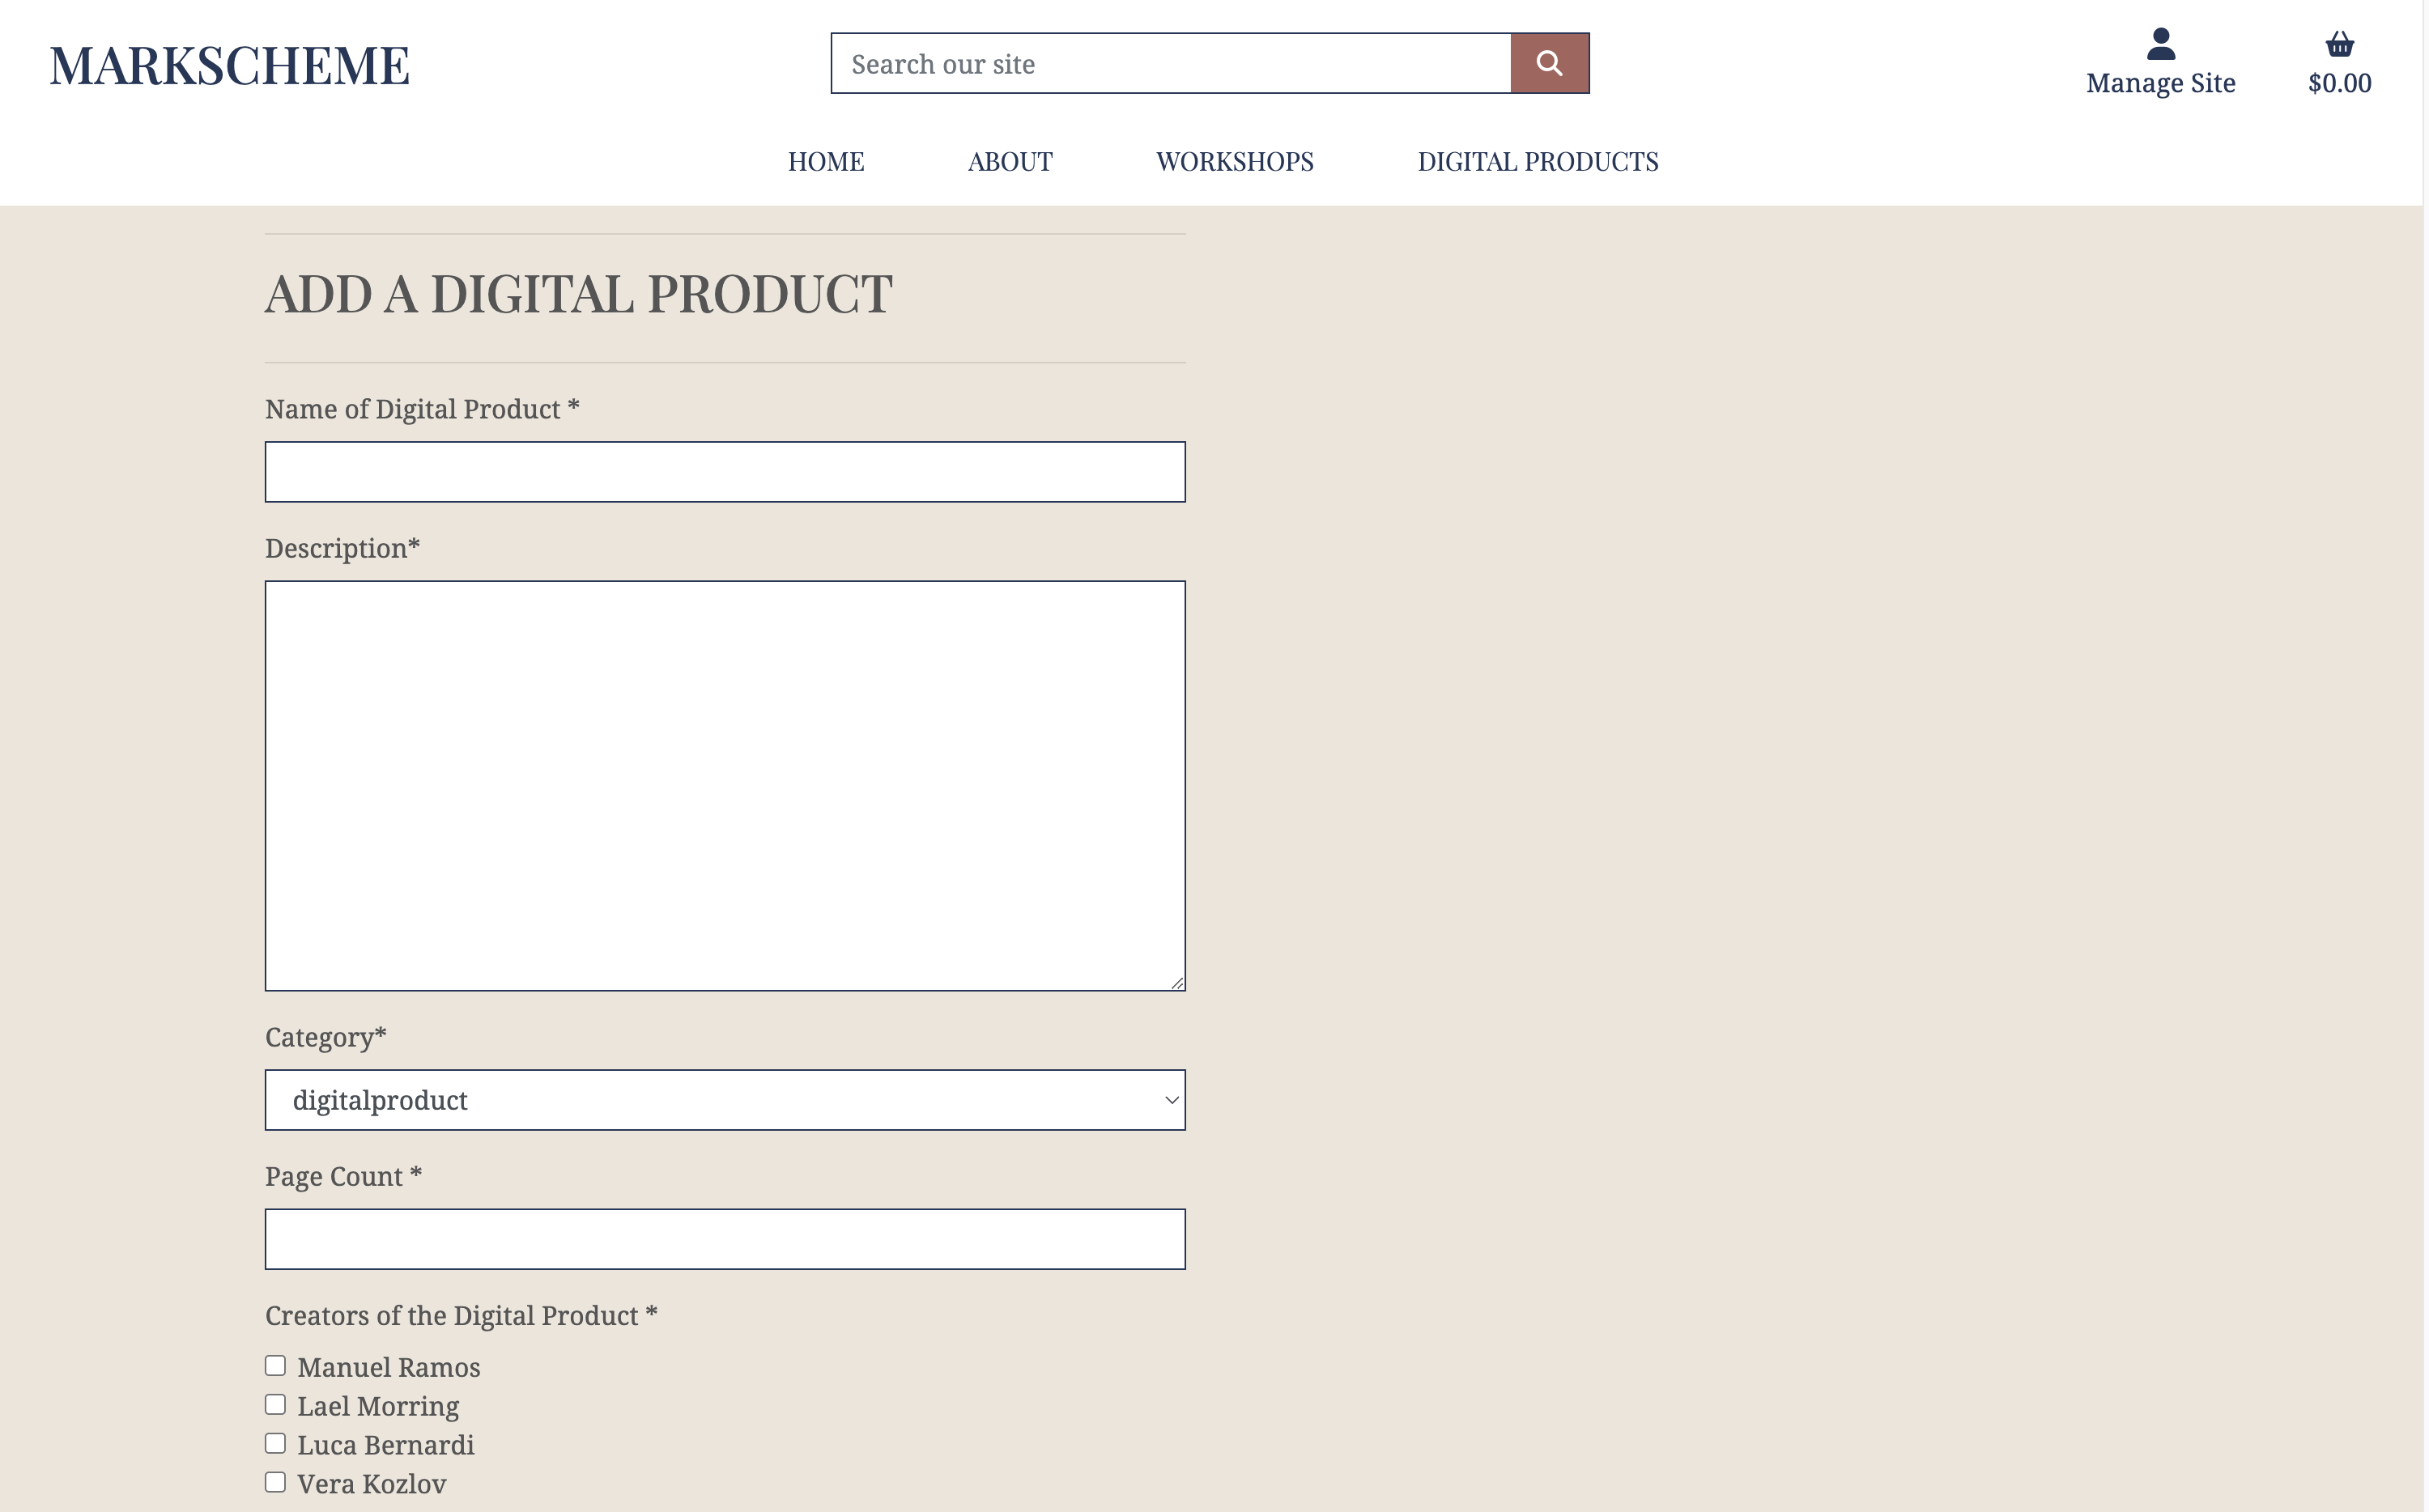 MARKSCHEME
Search our site
Manage Site
$0.00
HOME ABOUT WORKSHOPS DIGITAL PRODUCTS
ADD A DIGITAL PRODUCT
Name of Digital Product *
Description*
Category*
digitalproduct
Page Count *
Creators of the Digital Product *
Manuel Ramos
Lael Morring
Luca Bernardi
Vera Kozlov